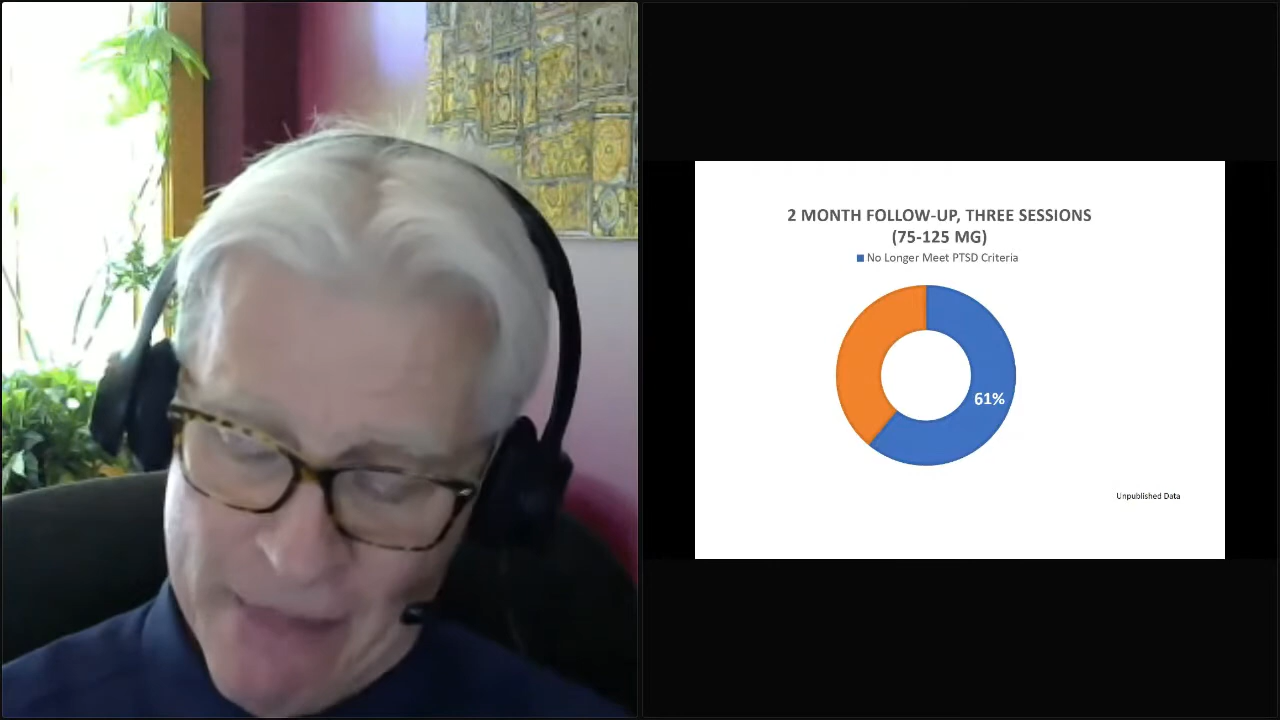 2 MONTH FOLLOW-UP, THREE SESSIONS
(75-125 MG)
No Longer Meet PTSD Criteria
61%
Unpublished Data